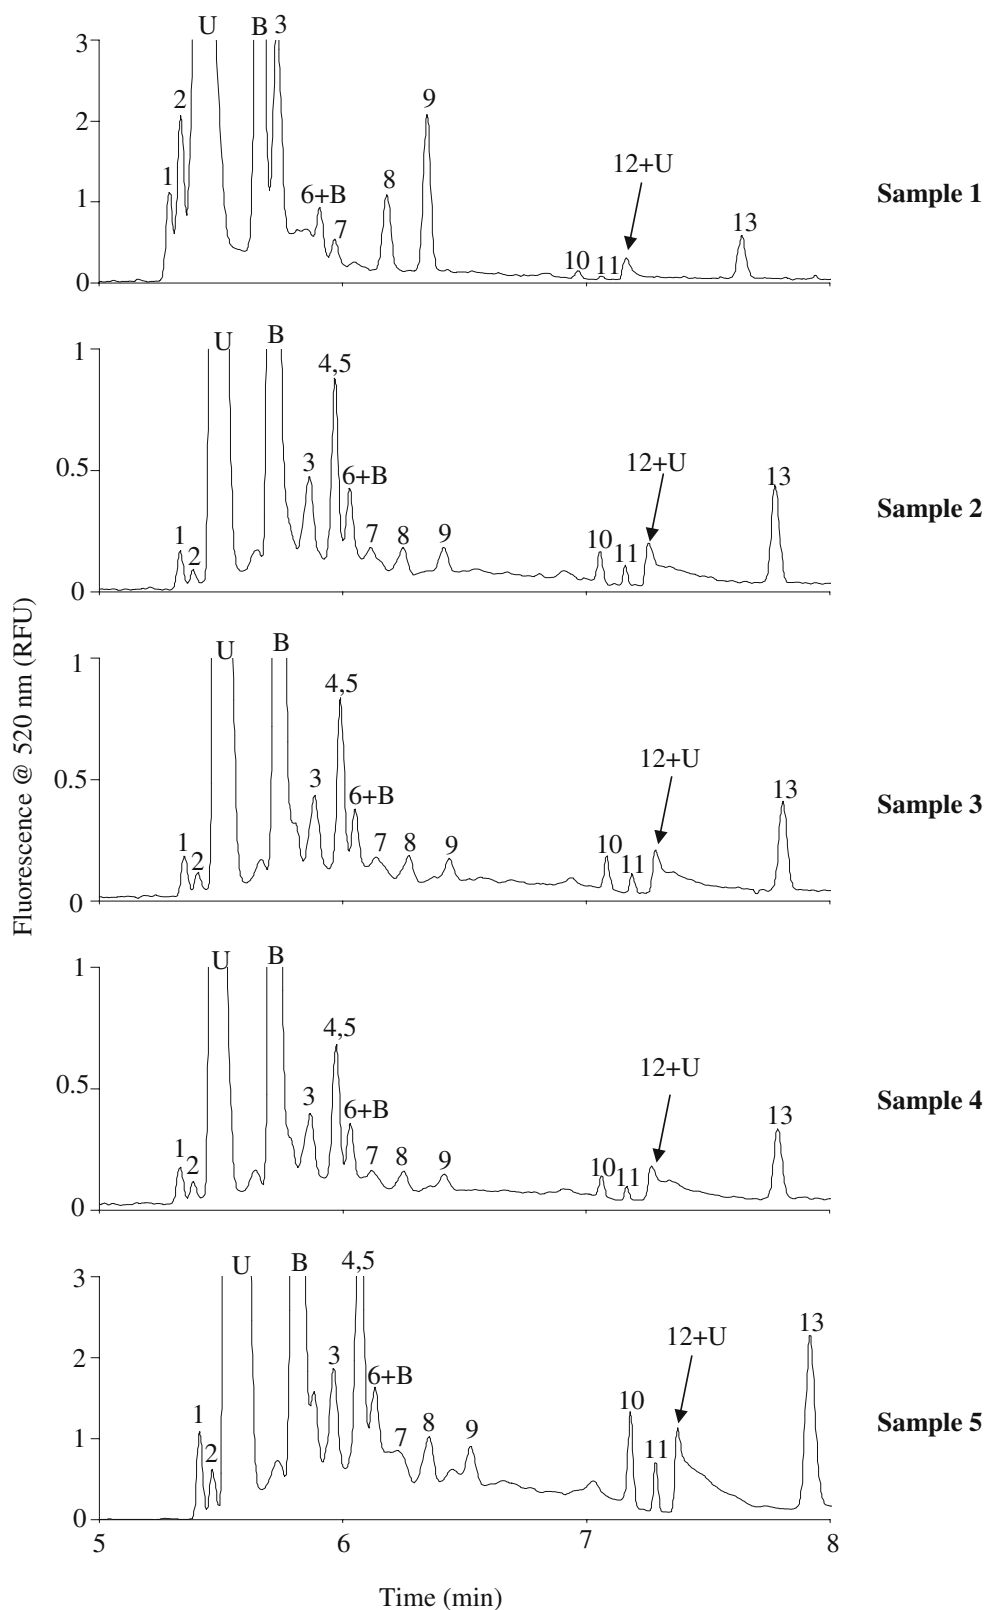 U B 3
2
9
1
6+B
7
8
12+U
13
10 11
3
2
1
0
Sample 1
U B
4,5
3
6+B
12+U
13
1 2
7 8 9
10 11
1
0.5
0
Sample 2
U B
4,5
3
6+B
12+U
13
1 2
7 8 9
10 11
1
0.5
0
Sample 3
U B
4,5
3
6+B
12+U
13
1 2
7 8 9
10 11
1
0.5
0
Sample 4
U B 4,5
3
6+B
12+U
13
1 2
7 8 9
10 11
3
2
1
0
Sample 5
5 6 7 8
Time (min)
Fluorescence @ 520 nm (RFU)